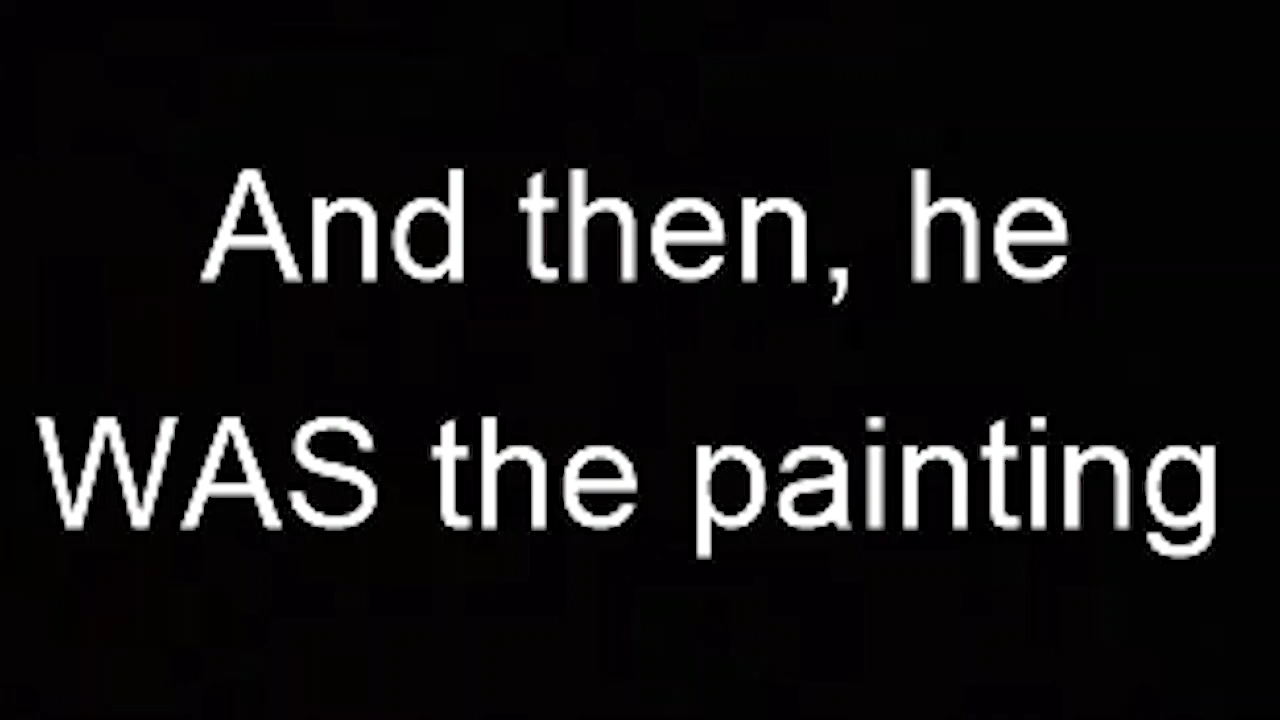 And then, he
WAS the painting